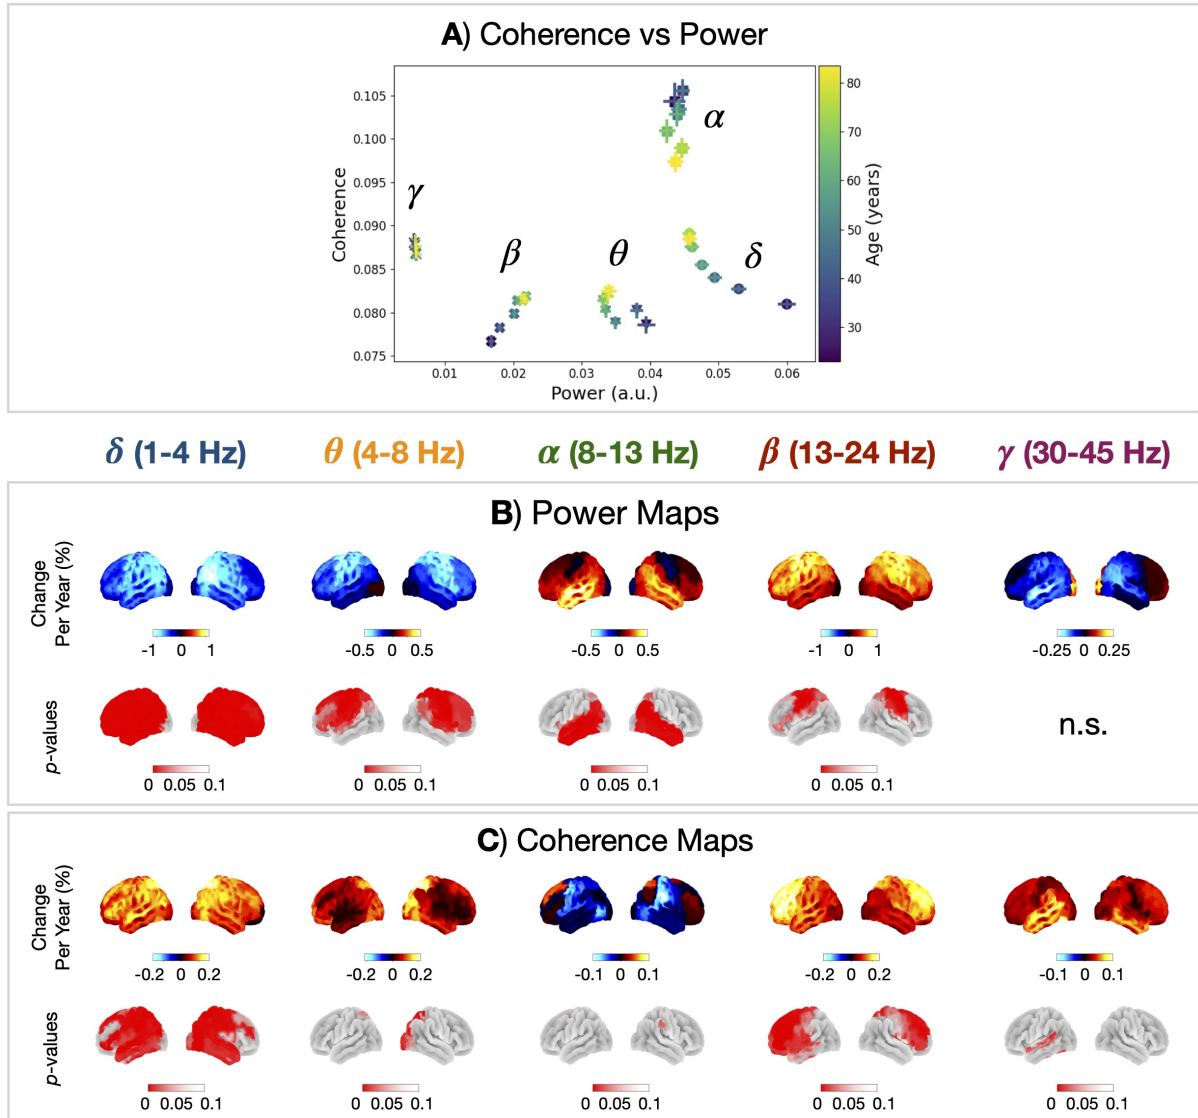 A) Coherence vs Power
Coherence
0.105
0.100
0.095
0.090
0.085
0.080
0.075
γ
β
θ
α
δ
0.01 0.02 0.03 0.04 0.05 0.06
Power (a.u.)
80
70
60
50
40
30
Age (years)
δ (1-4 Hz) θ (4-8 Hz) α (8-13 Hz) β (13-24 Hz) γ (30-45 Hz)
B) Power Maps
Change
Per Year (%)
-1 0 1 -0.5 0 0.5 -0.5 0 0.5 -1 0 1 -0.25 0 0.25
p-values
n.s.
0 0.05 0.1 0 0.05 0.1 0 0.05 0.1 0 0.05 0.1
C) Coherence Maps
Change
Per Year (%)
-0.2 0 0.2 -0.2 0 0.2 -0.1 0 0.1 -0.2 0 0.2 -0.1 0 0.1
p-values
0 0.05 0.1 0 0.05 0.1 0 0.05 0.1 0 0.05 0.1 0 0.05 0.1